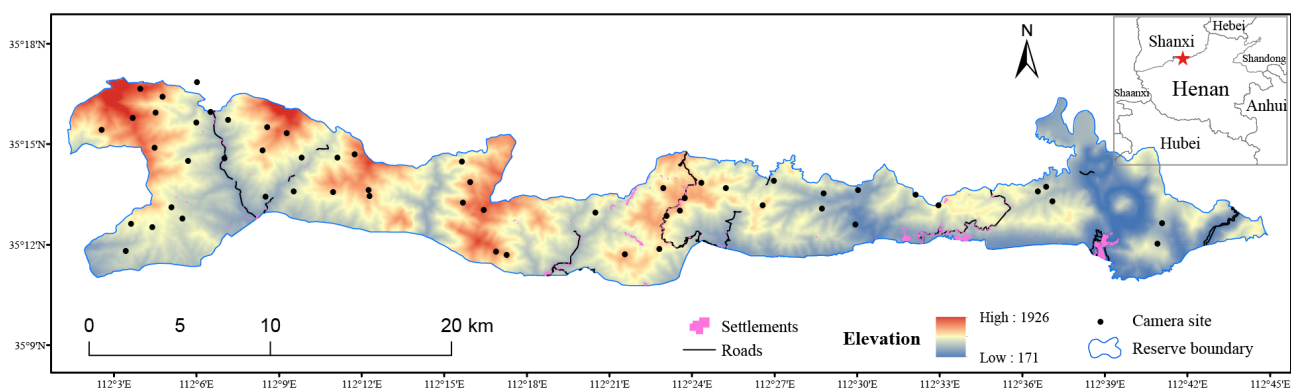 35°18'N
35°15'N
35°12'N
35°9'N
N
Hebei
Shanxi
Shandong
Shaanxi
Henan
Anhui
Hubei
0 5 10 20 km
Settlements
Roads
Elevation
High : 1926
Low : 171
Camera site
Reserve boundary
112°3'E 112°6'E 112°9'E 112°12'E 112°15'E 112°18'E 112°21'E 112°24'E 112°27'E 112°30'E 112°33'E 112°36'E 112°39'E 112°42'E 112°45'E